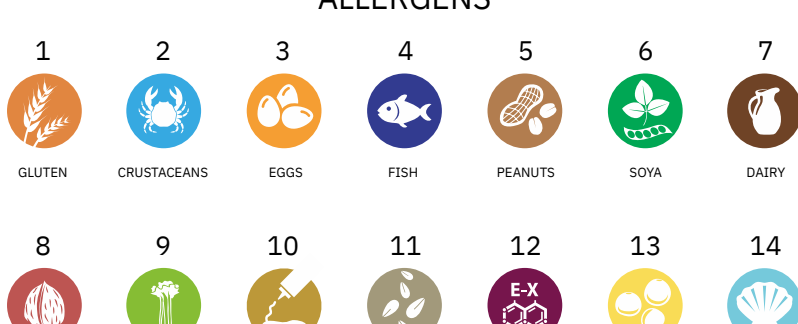 ALLERGENS
1 2 3 4 5 6 7
GLUTEN CRUSTACEANS EGGS FISH PEANUTS SOYA DAIRY
8 9 10 11 12 13 14
E-X